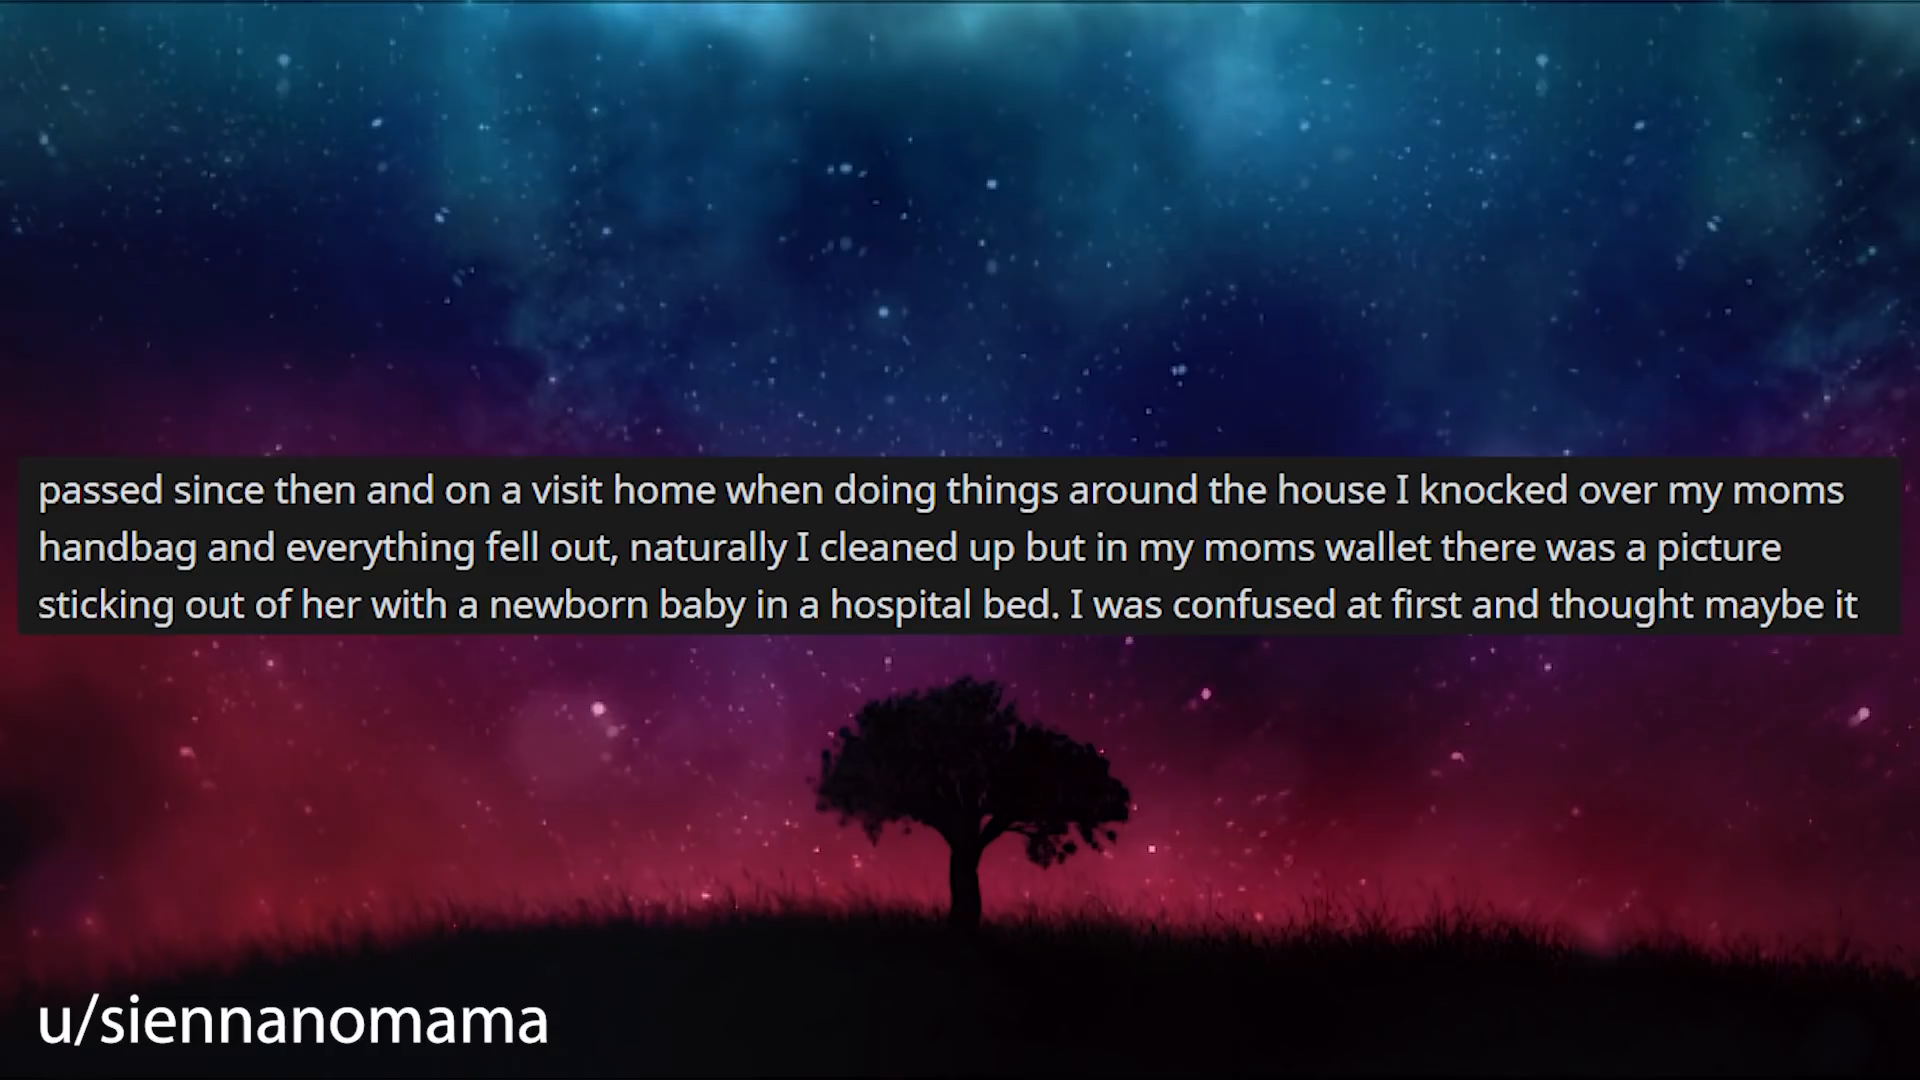 passed since then and on a visit home when doing things around the house I knocked over my moms
handbag and everything fell out, naturally I cleaned up but in my moms wallet there was a picture
sticking out of her with a newborn baby in a hospital bed. I was confused at first and thought maybe it
u/siennanomama